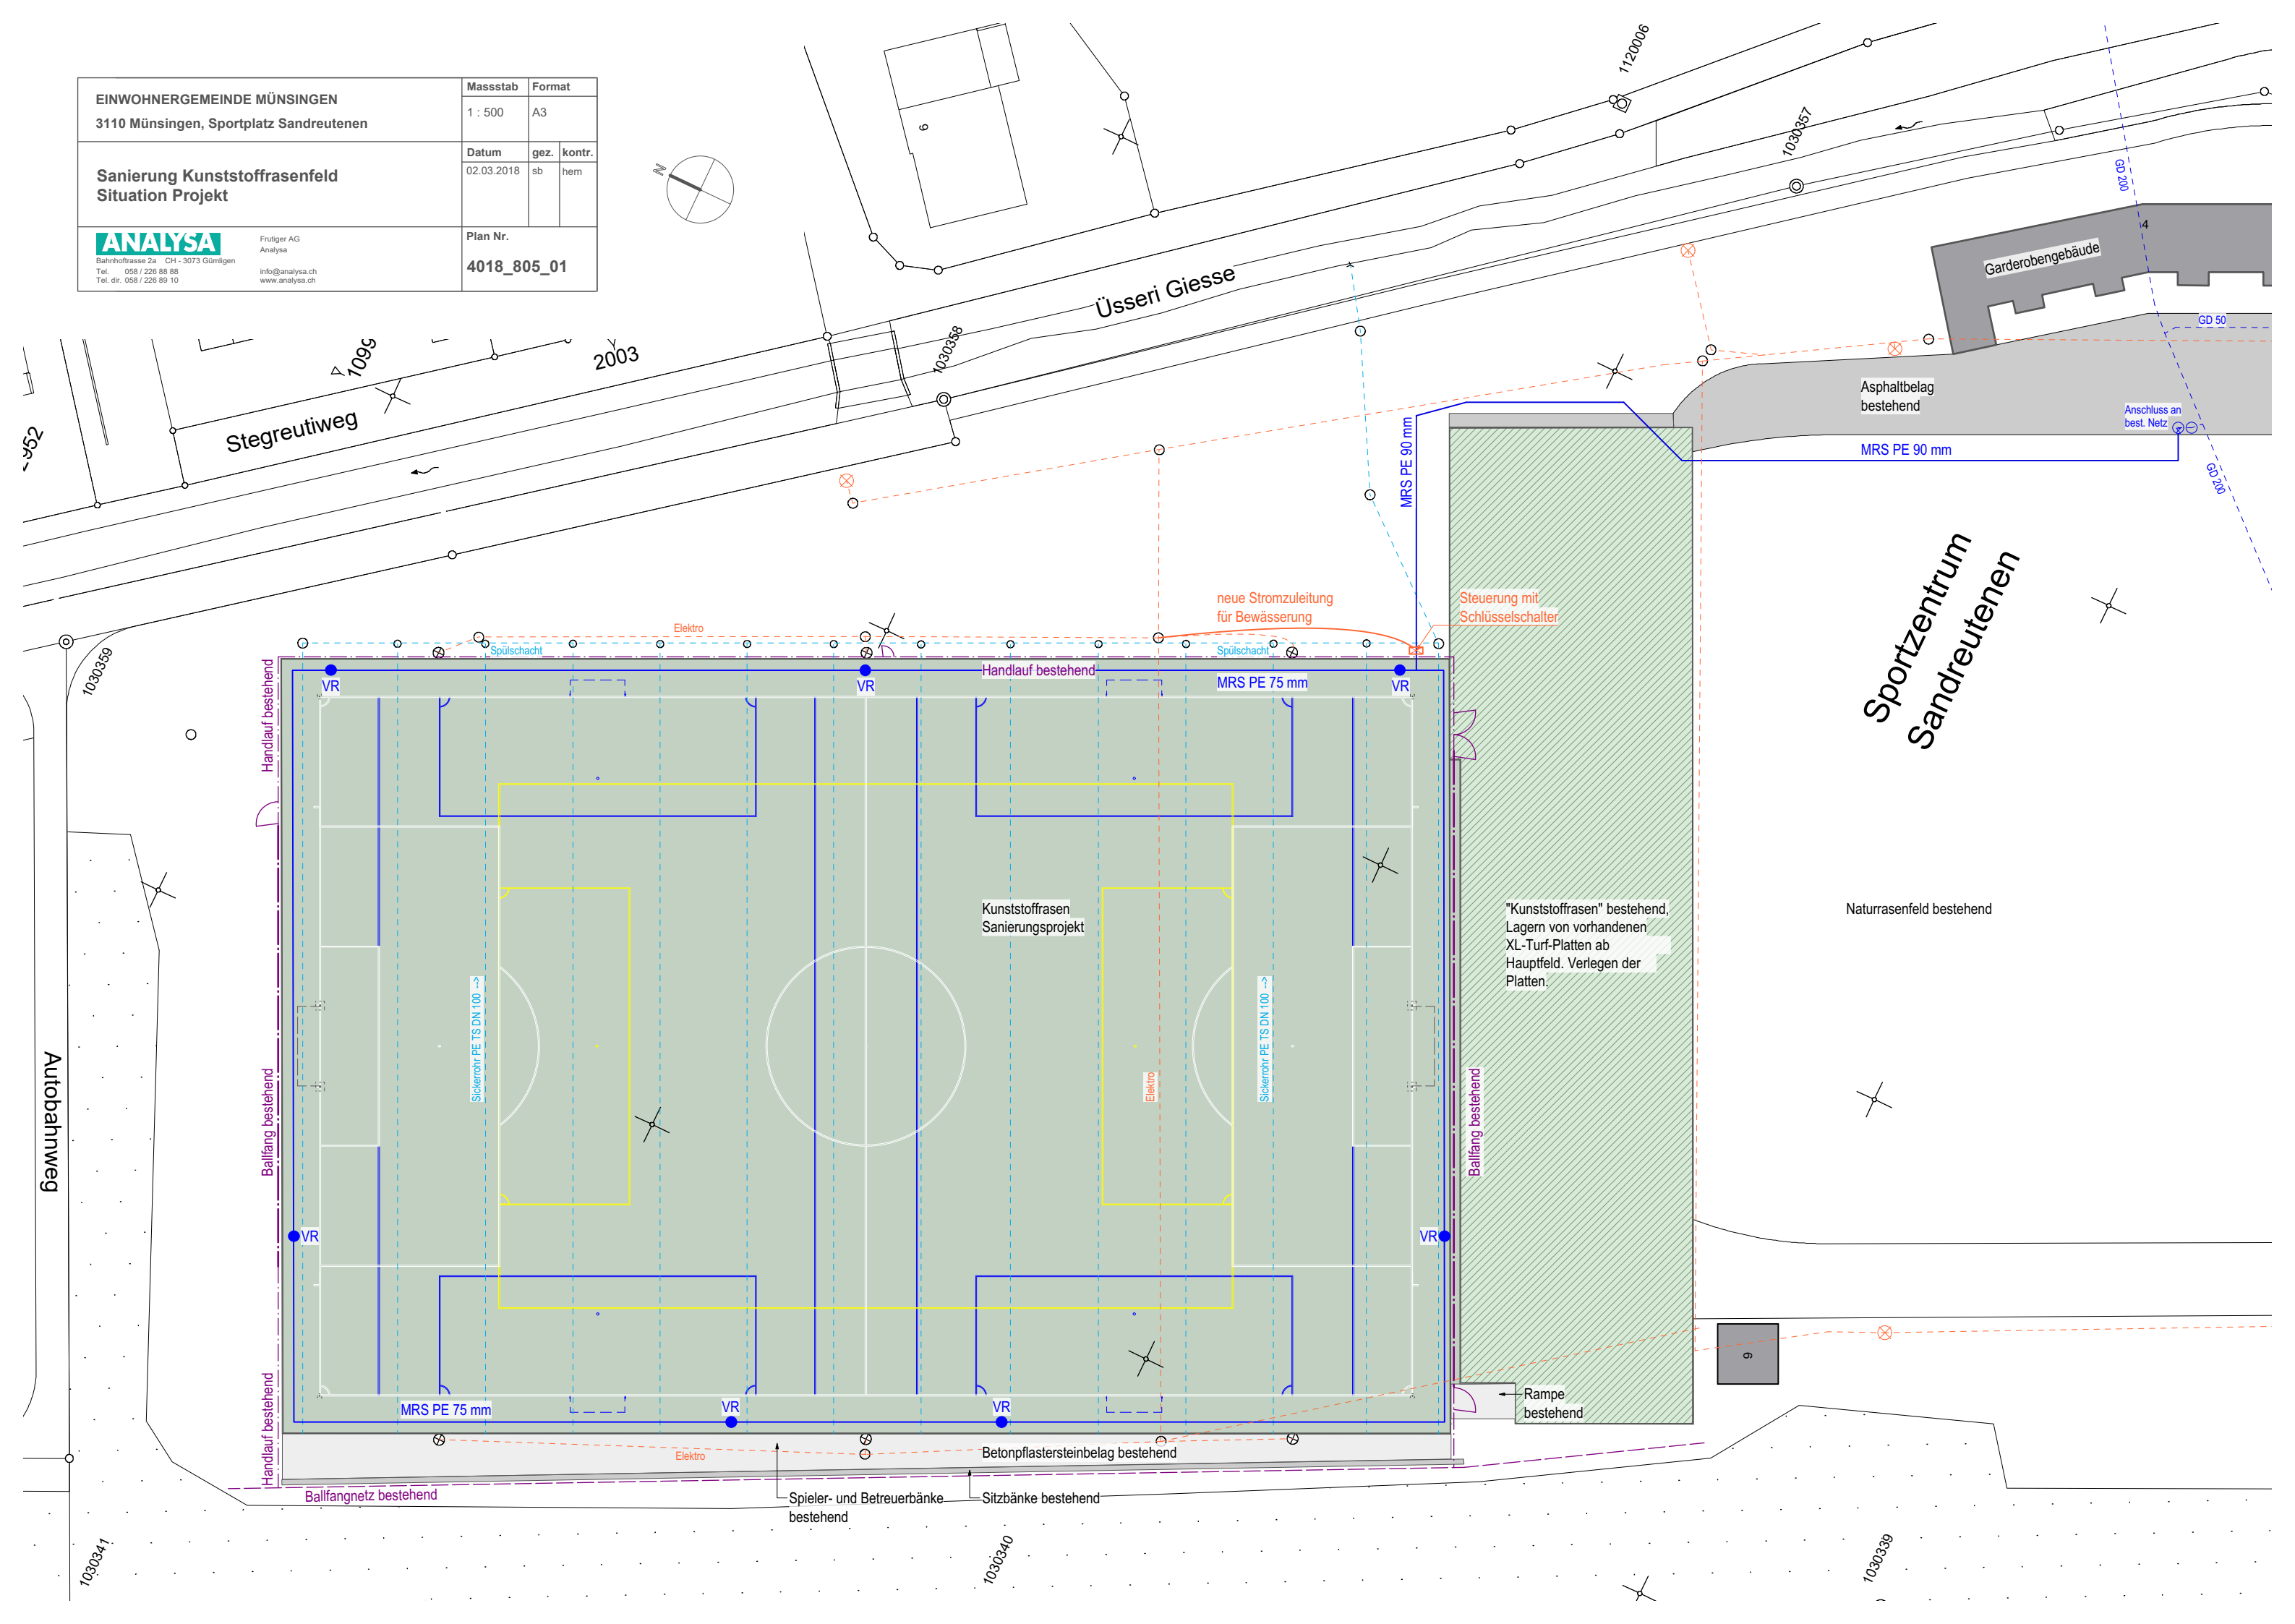 EINWOHNERGEMEINDE MÜNSINGEN
3110 Münsingen, Sportplatz Sandreutenen
Massstab Format
1 : 500 A3
Sanierung Kunststoffrasenfeld
Situation Projekt
Datum gez. kontr.
02.03.2018 sb hem
ANALYSA
Bahnhoftrasse 2a CH - 3073 Gümligen
Tel. 058 / 226 88 88
Tel. dir. 058 / 226 89 10
Frutiger AG
Analysa
info@analysa.ch
www.analysa.ch
Plan Nr.
4018_805_01
N
9
1120006
1030357
GD 200
4
Garderobengebäude
GD 50
Üsseri Giesse
1030358
1099
2003
Stegreutiweg
Asphaltbelag
bestehend
Anschluss an
best. Netz
MRS PE 90 mm
MRS PE 90 mm
GD 200
Sportzentrum
Sandreutenen
neue Stromzuleitung
für Bewässerung
Steuerung mit
Schlüsselschalter
Elektro
Spülschacht
Spülschacht
1030359
Handlauf bestehend
Handlauf bestehend
VR
VR
MRS PE 75 mm
VR
Kunststoffrasen
Sanierungsprojekt
"Kunststoffrasen" bestehend,
Lagern von vorhandenen
XL-Turf-Platten ab
Hauptfeld. Verlegen der
Platten.
Naturrasenfeld bestehend
Autobahnweg
Ballfang bestehend
Sickerrohr PE TS DN 100 -->
Elektro
Sickerrohr PE TS DN 100 -->
Ballfang bestehend
VR
VR
9
Handlauf bestehend
MRS PE 75 mm
VR
VR
Rampe
bestehend
Elektro
Betonpflastersteinbelag bestehend
Ballfangnetz bestehend
Spieler- und Betreuerbänke
bestehend
Sitzbänke bestehend
1030341
1030340
1030339